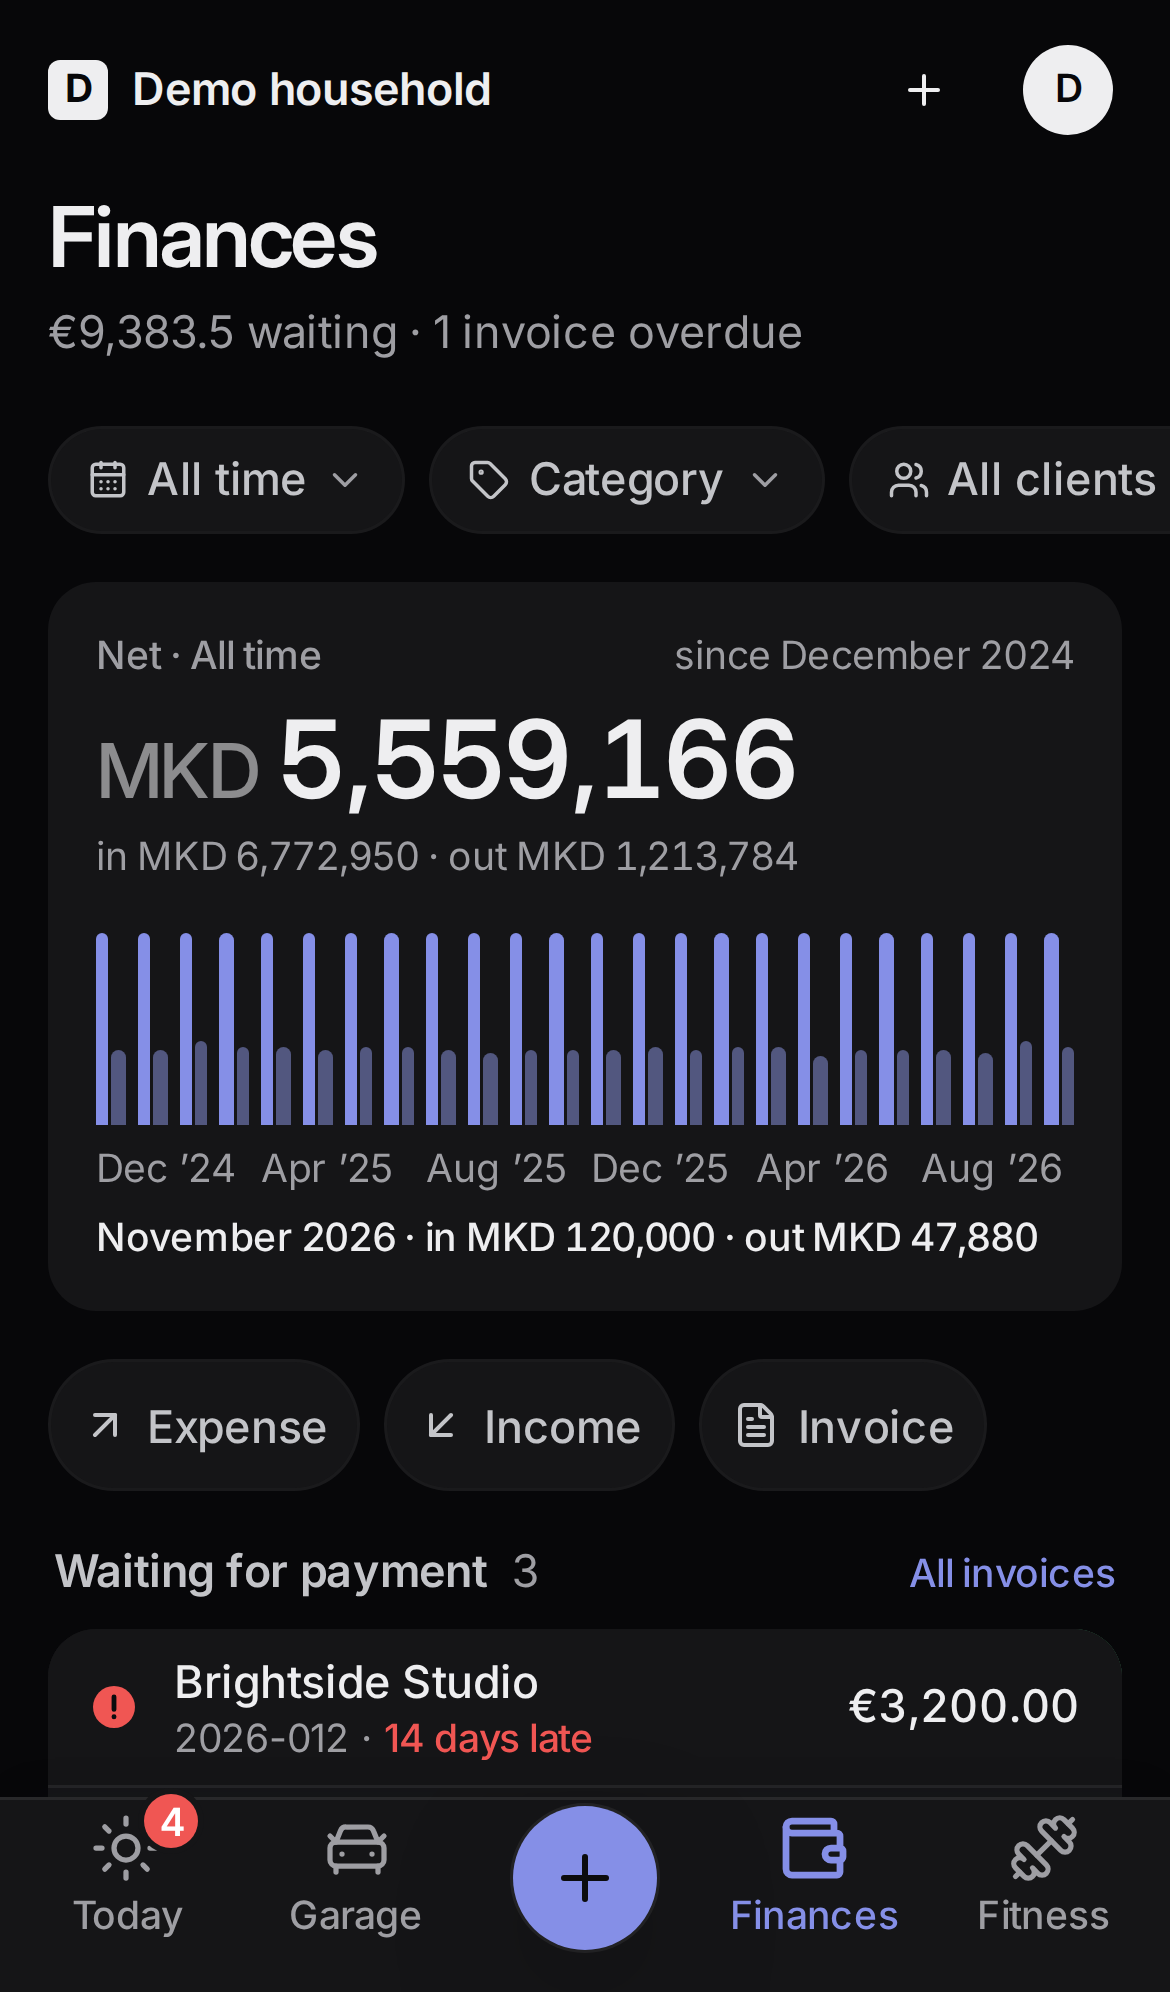 D Demo household
D
Finances
€9,383.5 waiting · 1 invoice overdue
All time
Category
All clients
Net · All time
since December 2024
MKD 5,559,166
in MKD 6,772,950 · out MKD 1,213,784
Dec ’24 Apr ’25 Aug ’25 Dec ’25 Apr ’26 Aug ’26
November 2026 · in MKD 120,000 · out MKD 47,880
Expense
Income
Invoice
Waiting for payment 3
All invoices
Brightside Studio
€3,200.00
2026-012 · 14 days late
4
Today
Garage
Finances
Fitness